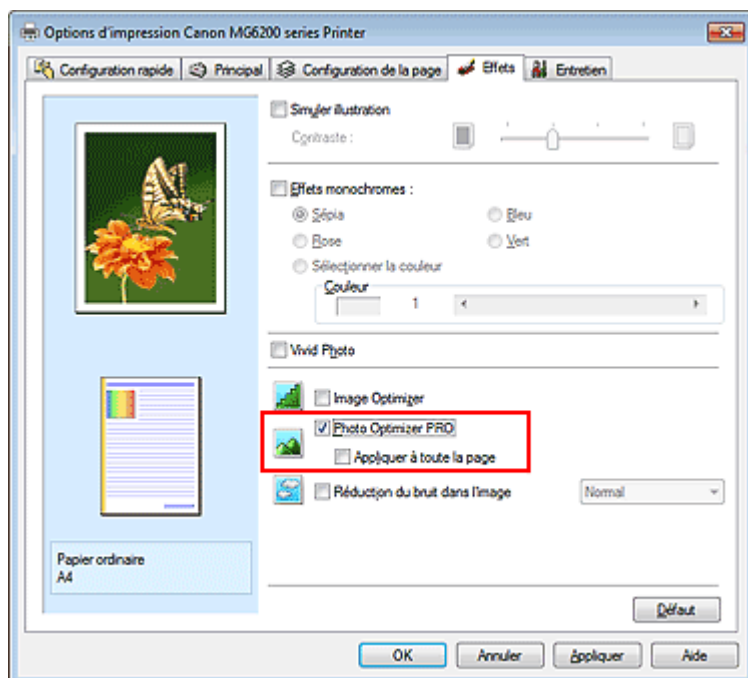 Options d'impression Canon MG6200 series Printer
Configuration rapide Principal Configuration de la page Effets Entretien
Simuler illustration
Contraste :
Effets monochromes :
Sépia Bleu
Rose Vert
Sélectionner la couleur
Couleur
1
Vivid Photo
Image Optimizer
Photo Optimizer PRO
Appliquer à toute la page
Réduction du bruit dans l'image Normal
Papier ordinaire
A4
Défaut
OK Annuler Appliquer Aide